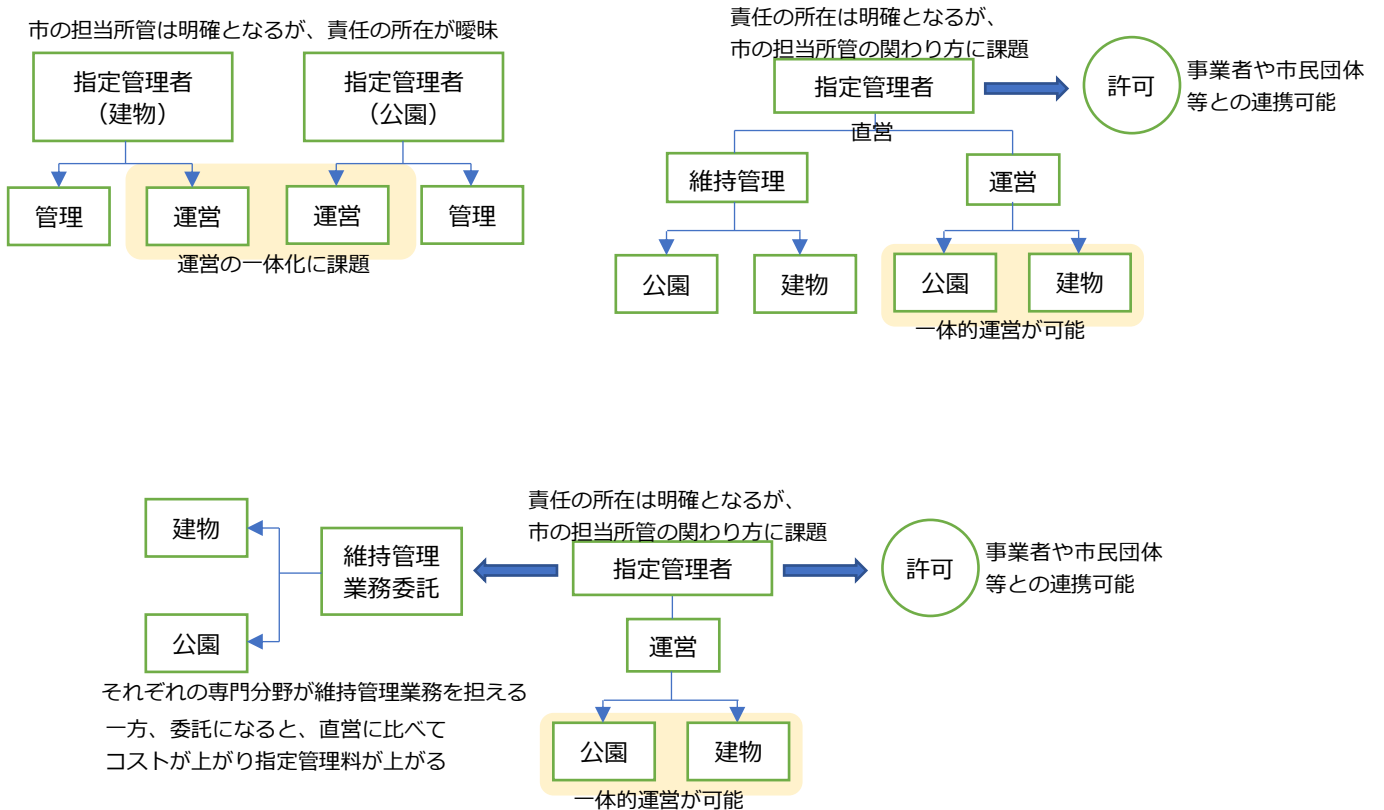 市の担当所管は明確となるが、責任の所在が曖昧
指定管理者
（建物）
指定管理者
（公園）
管理
運営
運営
管理
運営の一体化に課題
責任の所在は明確となるが、
市の担当所管の関わり方に課題
指定管理者
許可
事業者や市民団体
等との連携可能
直営
維持管理
運営
公園
建物
公園
建物
一体的運営が可能
責任の所在は明確となるが、
市の担当所管の関わり方に課題
建物
維持管理
業務委託
指定管理者
許可
事業者や市民団体
等との連携可能
公園
運営
それぞれの専門分野が維持管理業務を担える
一方、委託になると、直営に比べて
コストが上がり指定管理料が上がる
公園
建物
一体的運営が可能